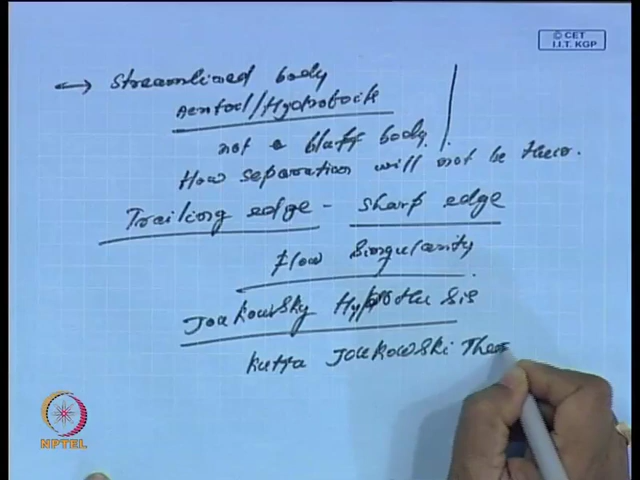 © CET
I.I.T. KGP
→ Streamlined body
Aerofoil/Hydrofoils
not a bluff body.
Flow separation will not be there.
Trailing edge - Sharp edge
Flow Singularity
Joukowsky Hypothesis
Kutta Joukowski Theo
NPTEL